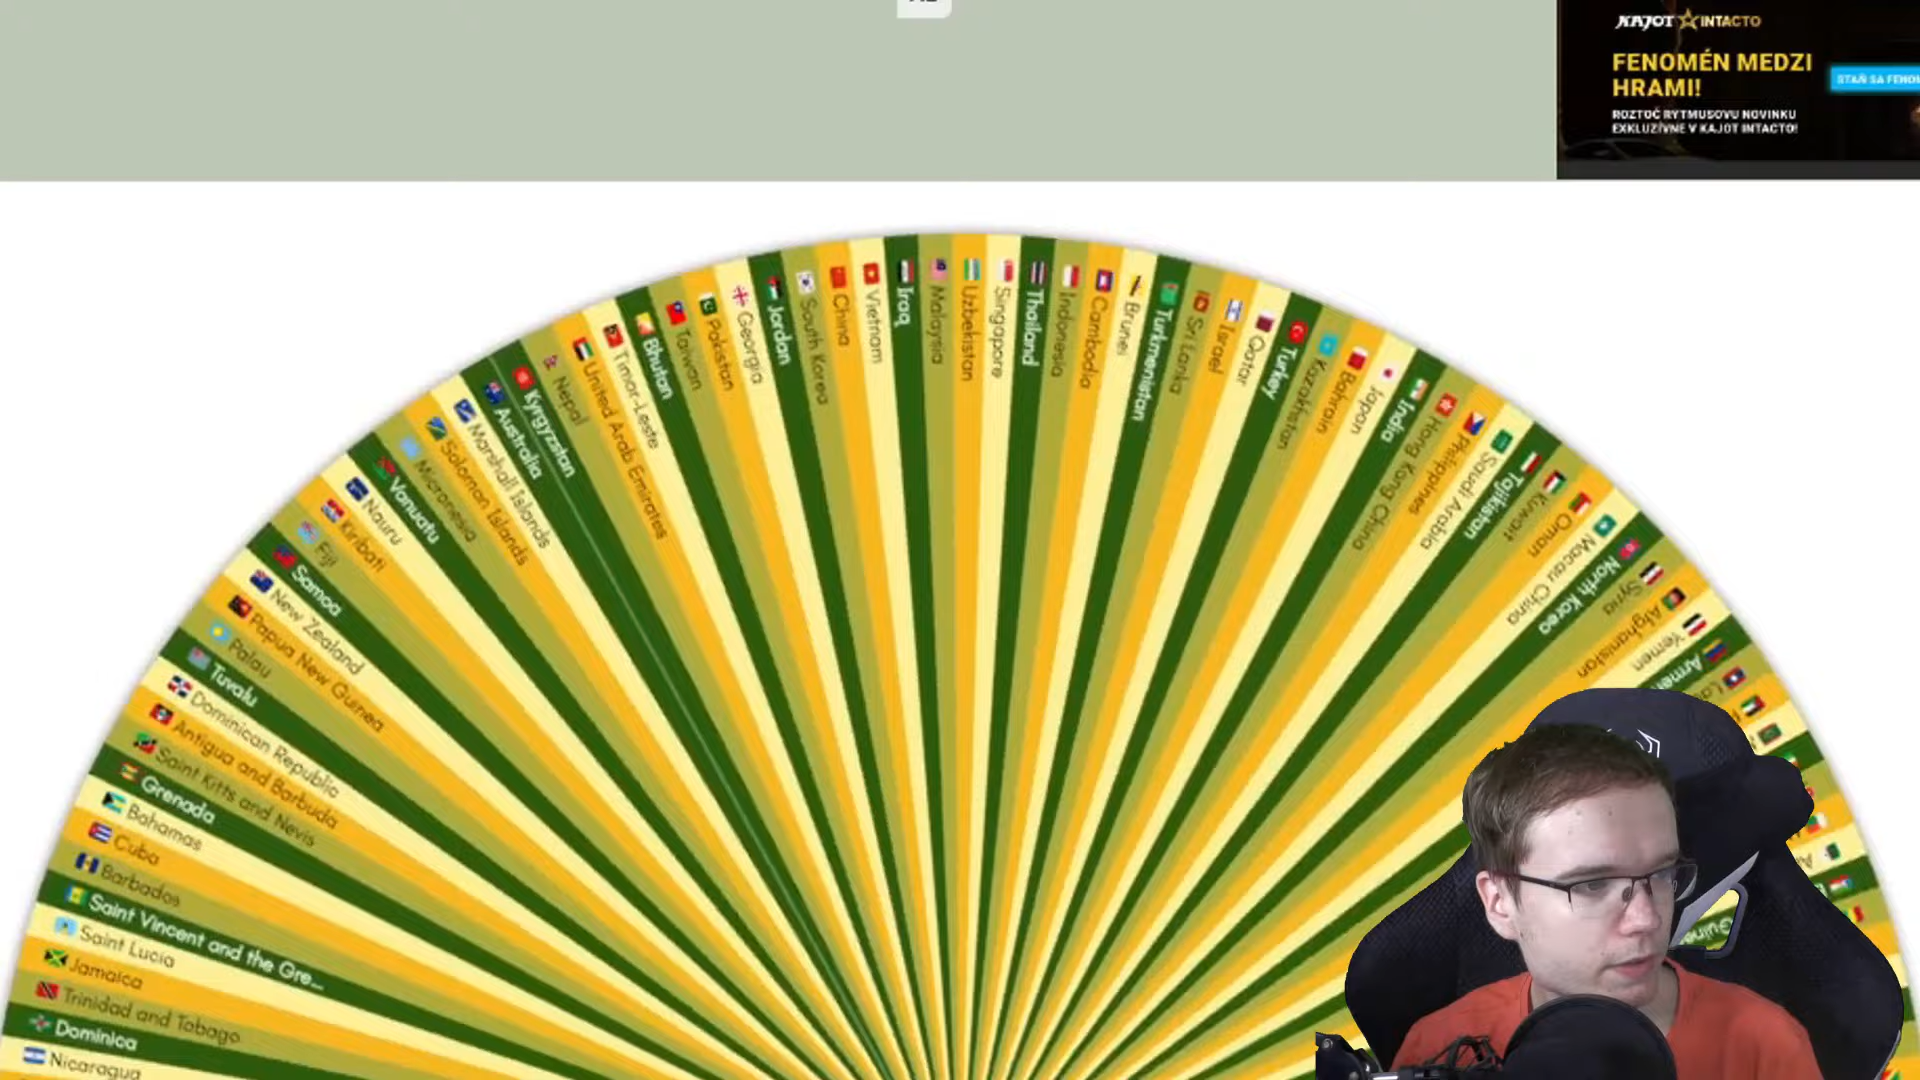 KAJOT INTACTO
FENOMÉN MEDZI
HRAMI!
ROZTOČ RYTMUSOVU NOVINKU
EXKLUZÍVNE V KAJOT INTACTO!
STAŇ SA
Nicaragua
Dominica
Trinidad and Tobago
Jamaica
Saint Lucia
Saint Vincent and the Gre...
Barbados
Cuba
Bahamas
Grenada
Saint Kitts and Nevis
Antigua and Barbuda
Dominican Republic
Tuvalu
Palau
Papua New Guinea
New Zealand
Samoa
Fiji
Kiribati
Nauru
Vanuatu
Micronesia
Solomon Islands
Marshall Islands
Australia
Kyrgyzstan
Nepal
United Arab Emirates
Timor-Leste
Bhutan
Taiwan
Pakistan
Georgia
Jordan
South Korea
China
Vietnam
Iraq
Malaysia
Uzbekistan
Singapore
Thailand
Indonesia
Cambodia
Brunei
Turkmenistan
Sri Lanka
Israel
Qatar
Turkey
Kazakhstan
Bahrain
Japan
India
Hong Kong China
Philippines
Saudi Arabia
Tajikistan
Kuwait
Oman
Macau China
North Korea
Syria
Afghanistan
Yemen